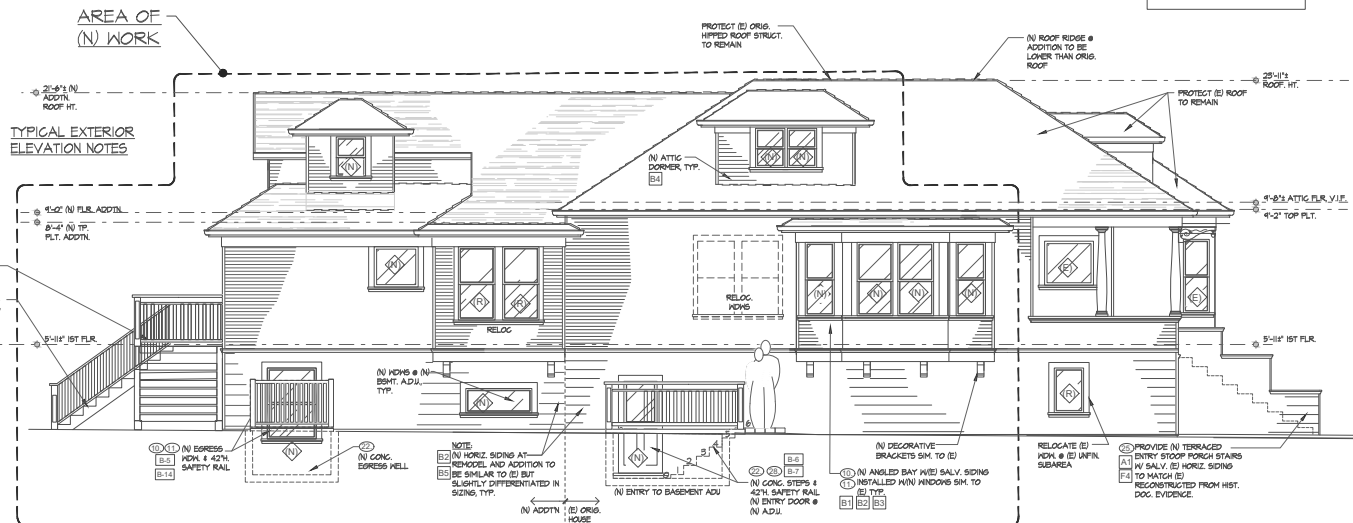 AREA OF
(N) WORK
21'-6"± (N)
ADDTN.
ROOF HT.
TYPICAL EXTERIOR
ELEVATION NOTES
9'-0" (N) FLR. ADDTN.
8'-4" (N) TP.
PLT. ADDTN.
5'-11±" 1ST FLR.
PROTECT (E) ORIG.
HIPPED ROOF STRUCT.
TO REMAIN
(N) ROOF RIDGE @
ADDITION TO BE
LOWER THAN ORIG.
ROOF
23'-11"±
ROOF. HT.
PROTECT (E) ROOF
TO REMAIN
(N) ATTIC
DORMER, TYP.
B4
9'-8"± ATTIC FLR. V.I.F.
9'-2" TOP PLT.
5'-11±" 1ST FLR.
(N)
(N)
(N)
(N)
(R)
(R)
RELOC
RELOC.
WDWS
(N)
(N)
(N)
(N)
(E)
(E)
(N) WDWS @ (N)
BSMT. A.D.U.,
TYP.
(N)
(N)
(N)
(R)
10 11 (N) EGRESS
WDW. & 42"H.
SAFETY RAIL
B-5
B-14
22
(N) CONC.
EGRESS WELL
NOTE:
B2 (N) HORIZ. SIDING AT
REMODEL AND ADDITION TO
B5 BE SIMILAR TO (E) BUT
SLIGHTLY DIFFERENTIATED IN
SIZING, TYP.
(N) ADDTN
(E) ORIG.
HOUSE
(N) ENTRY TO BASEMENT ADU
6
5
4
3
2
22 28 B-6
B-7
(N) CONC. STEPS &
42"H. SAFETY RAIL
(N) ENTRY DOOR @
(N) A.D.U.
(N) DECORATIVE
BRACKETS SIM. TO (E)
10 (N) ANGLED BAY W/(E) SALV. SIDING
11 INSTALLED W/(N) WINDOWS SIM. TO
(E) TYP.
B1 B2 B3
RELOCATE (E)
WDW. @ (E) UNFIN.
SUBAREA
25 PROVIDE (N) TERRACED
A1 ENTRY STOOP PORCH STAIRS
W/ SALV. (E) HORIZ. SIDING
F4 TO MATCH (E)
RECONSTRUCTED FROM HIST.
DOC. EVIDENCE.